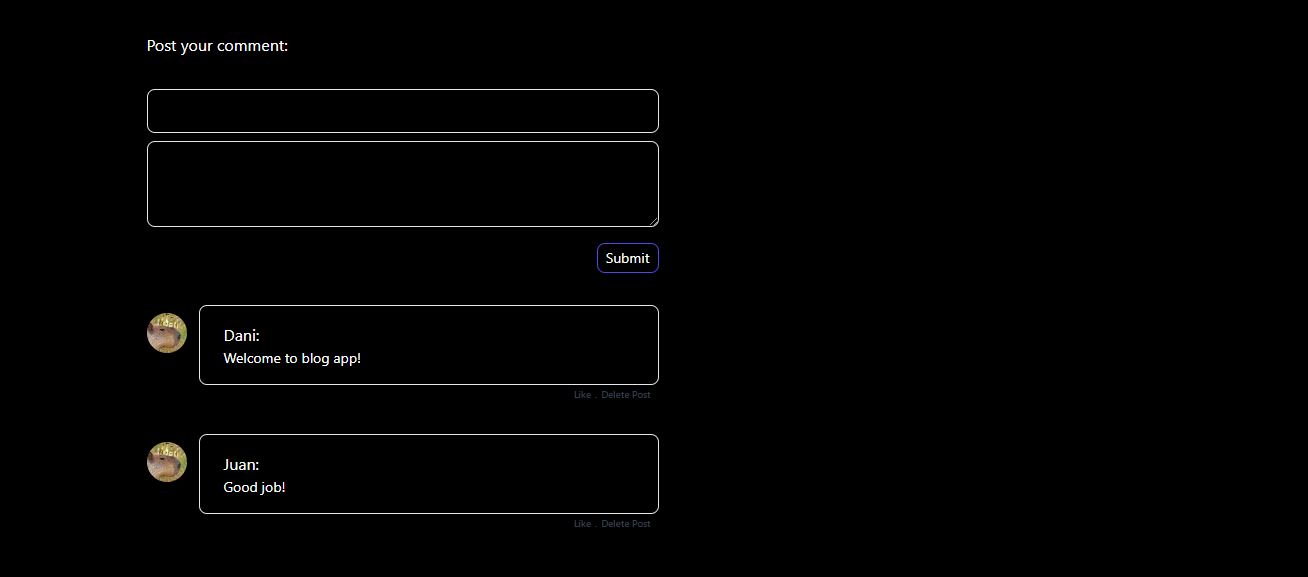 Post your comment:
Submit
Dani:
Welcome to blog app!
Like . Delete Post
Juan:
Good job!
Like . Delete Post